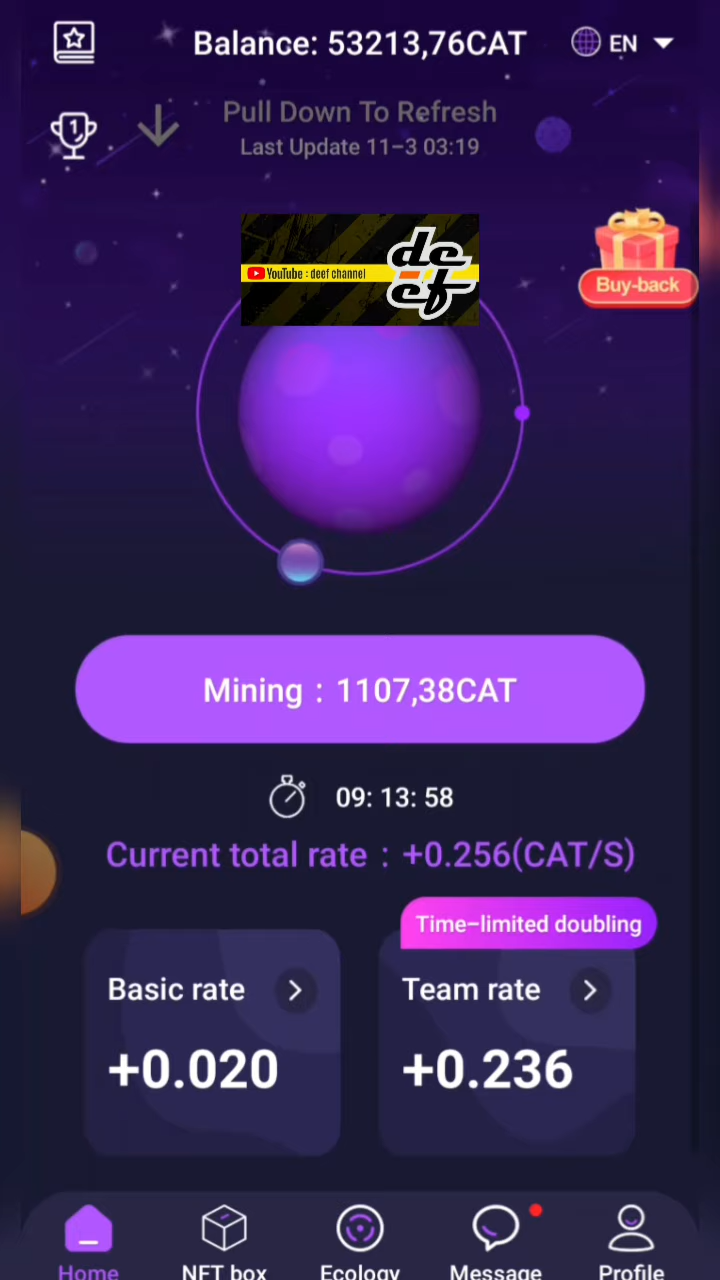 Balance: 53213,76CAT
EN
1
Pull Down To Refresh
Last Update 11-3 03:19
YouTube : deef channel
deef
Buy-back
Mining : 1107,38CAT
09: 13: 58
Current total rate : +0.256(CAT/S)
Time-limited doubling
Basic rate
Team rate
+0.020
+0.236
Home
NFT box
Ecology
Message
Profile